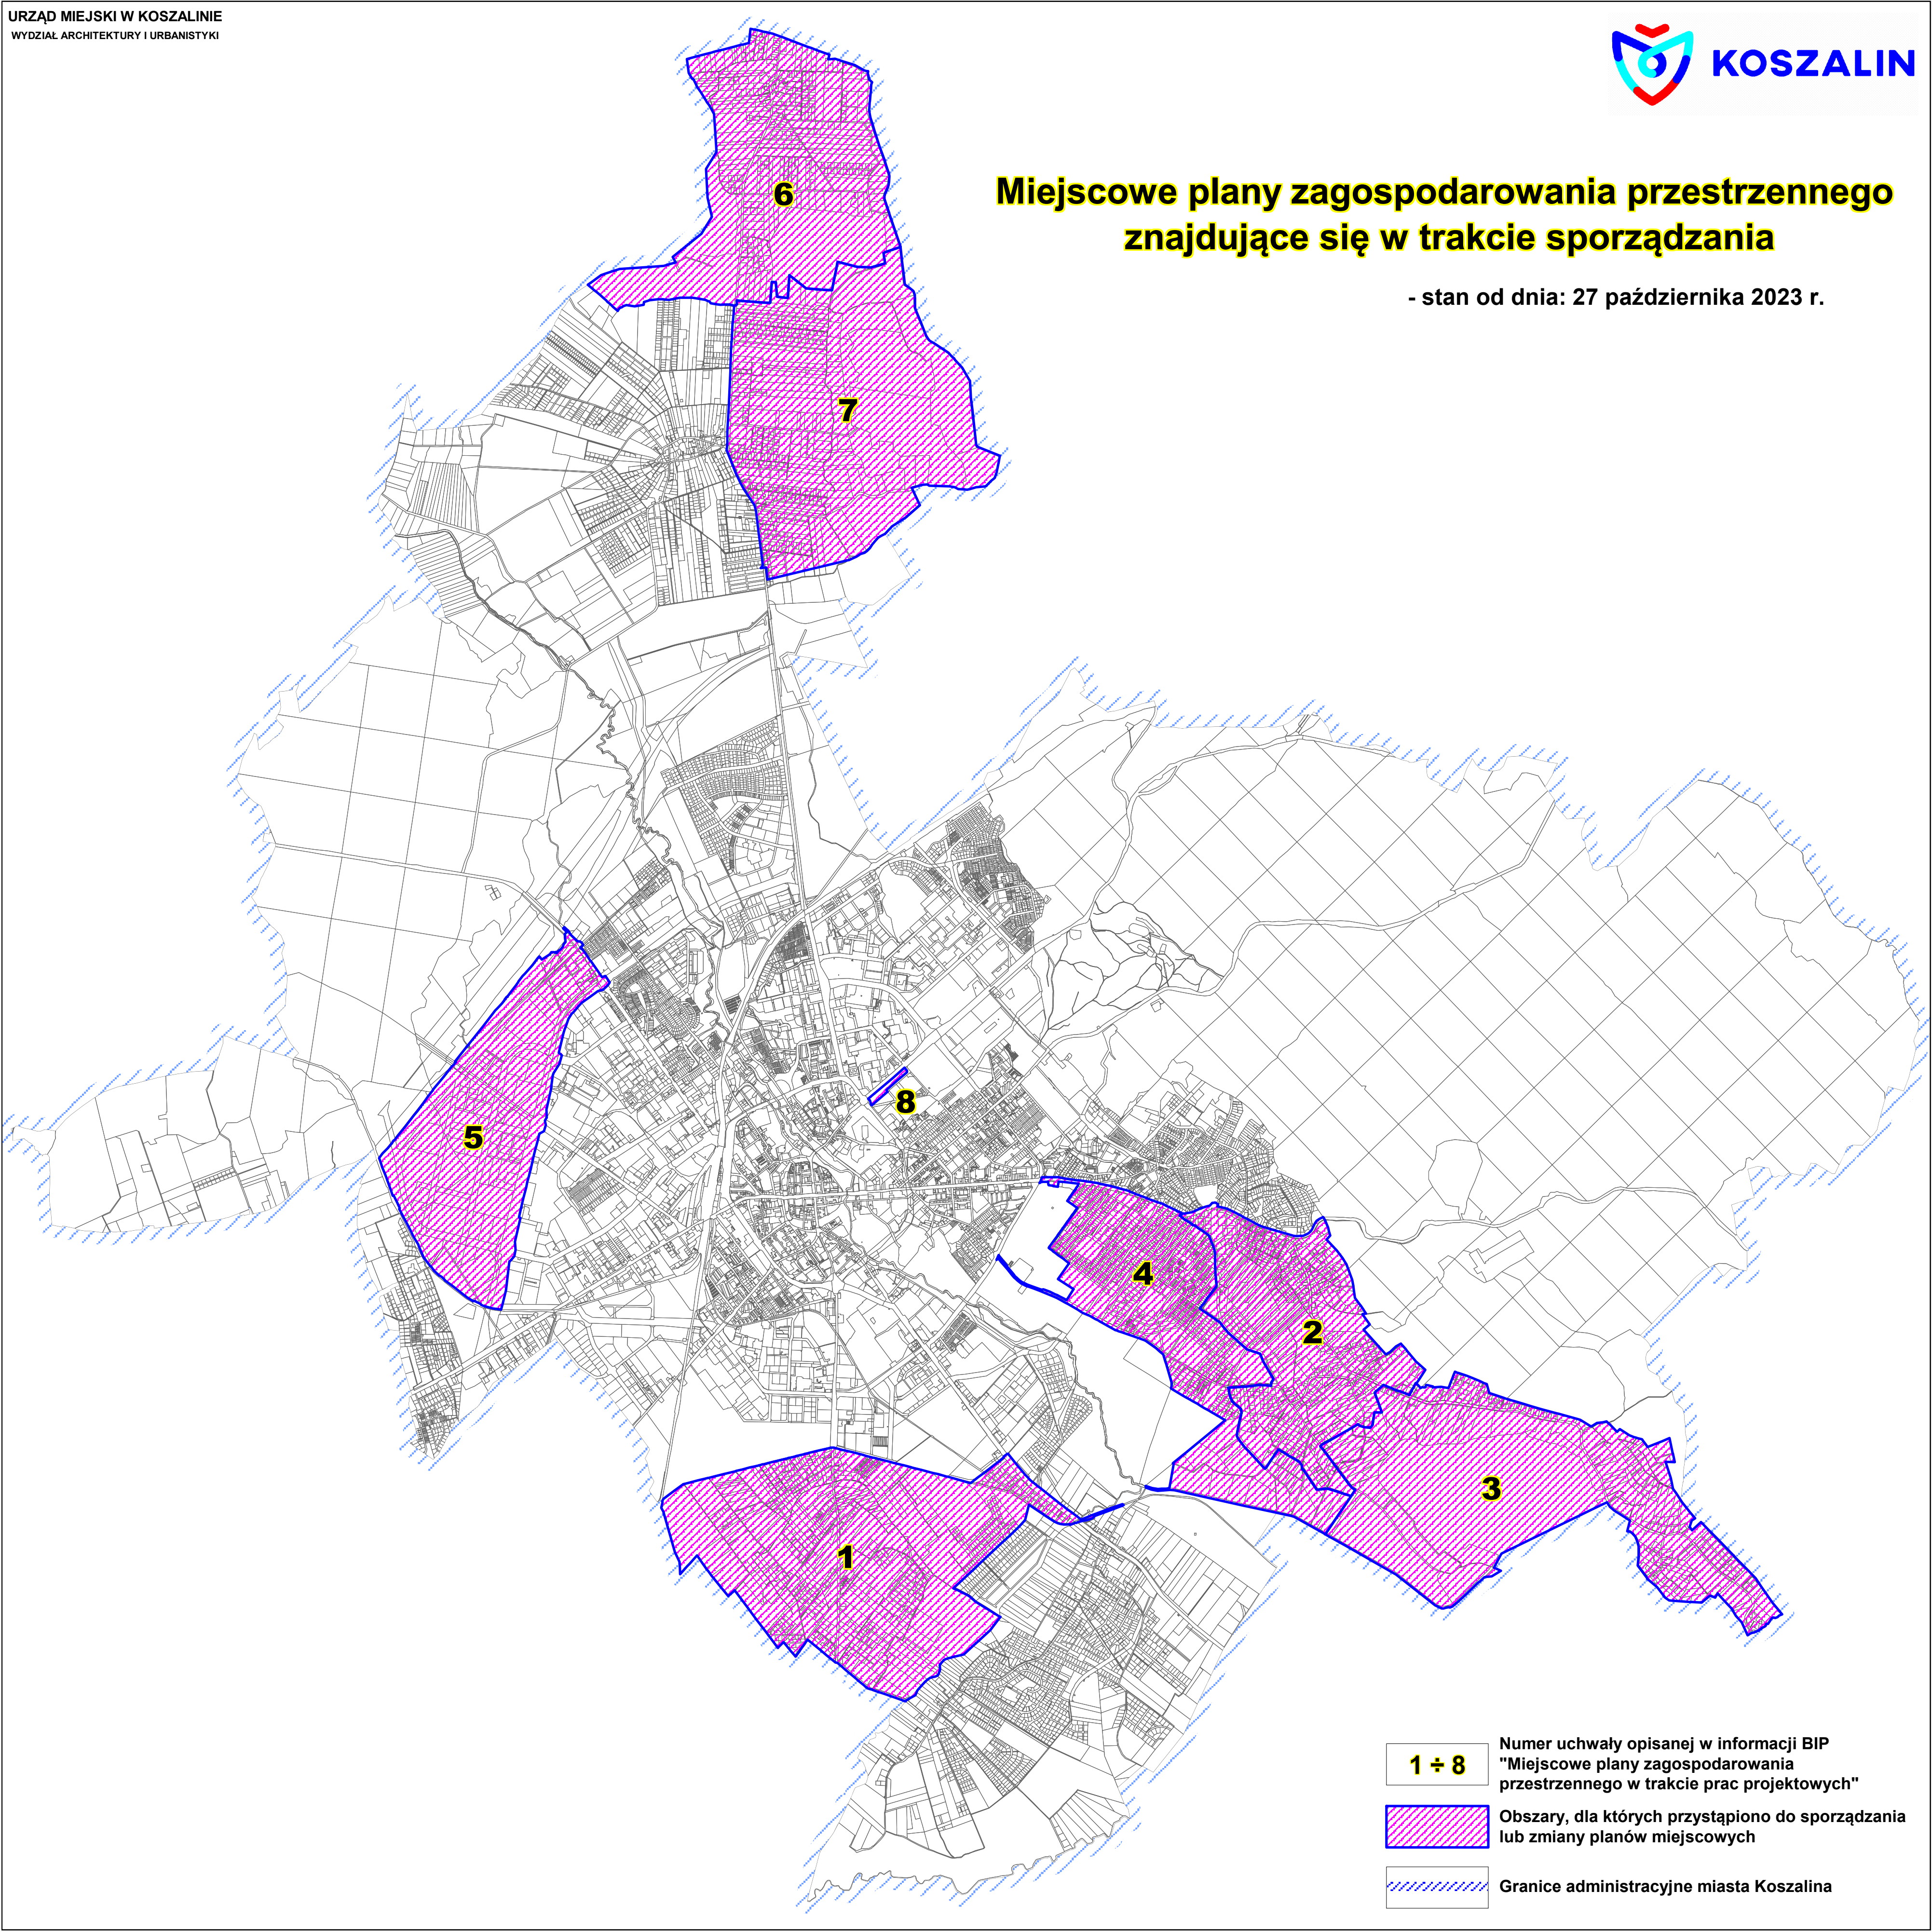 URZĄD MIEJSKI W KOSZALINIE
WYDZIAŁ ARCHITEKTURY I URBANISTYKI
KOSZALIN
Miejscowe plany zagospodarowania przestrzennego
znajdujące się w trakcie sporządzania
- stan od dnia: 27 października 2023 r.
6
7
5
8
4
2
3
1
1 ÷ 8
Numer uchwały opisanej w informacji BIP
"Miejscowe plany zagospodarowania
przestrzennego w trakcie prac projektowych"
Obszary, dla których przystąpiono do sporządzania
lub zmiany planów miejscowych
Granice administracyjne miasta Koszalina